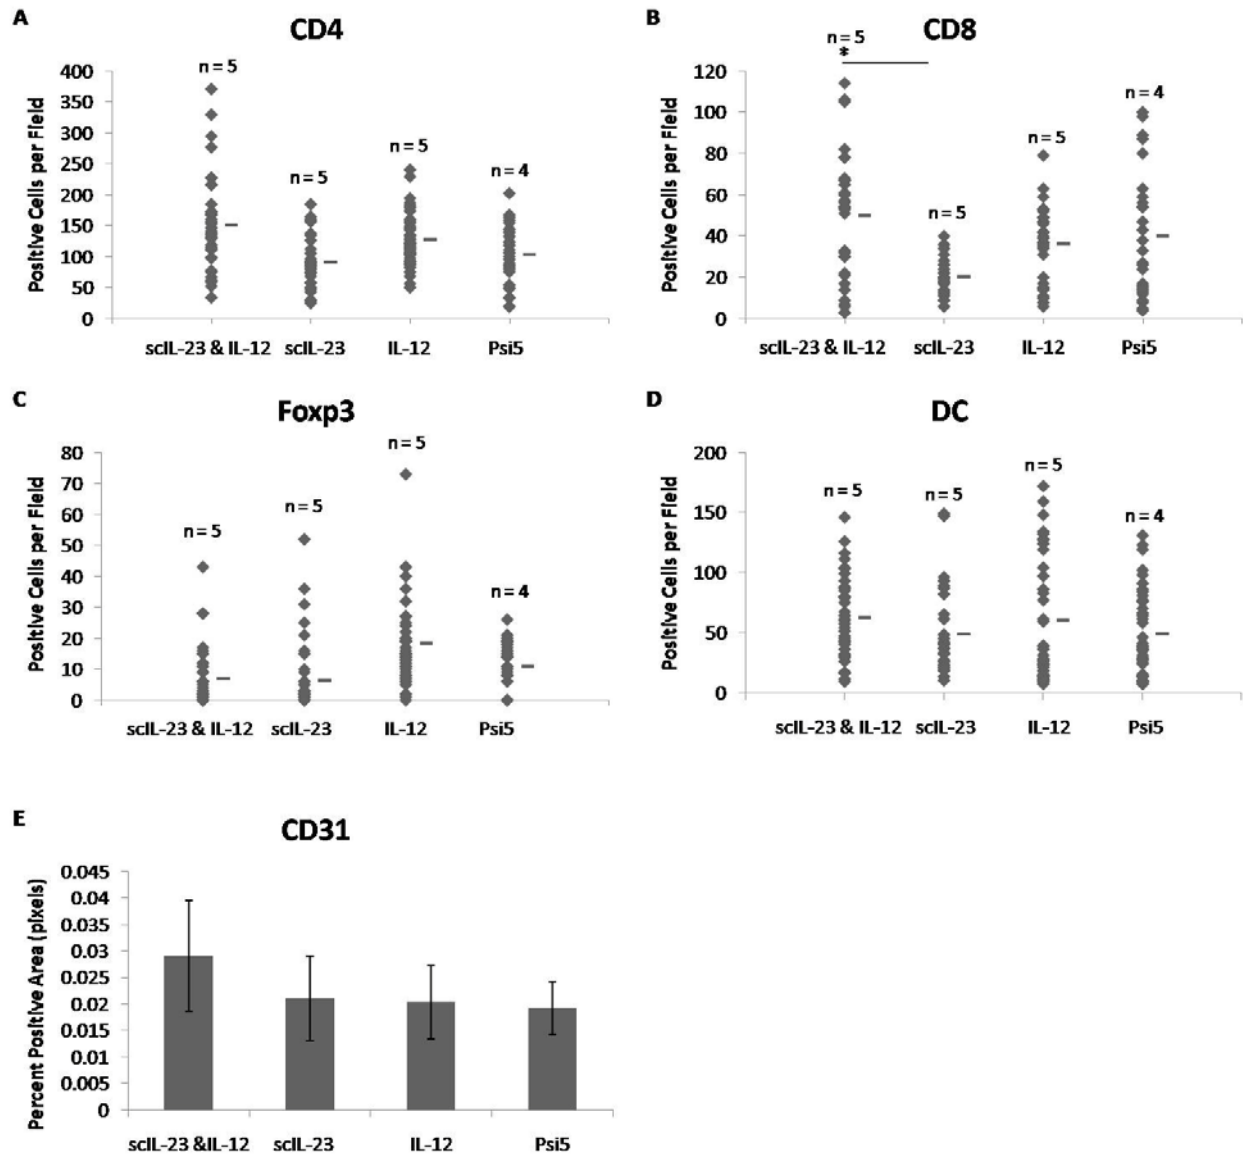 A
CD4
Positive Cells per Field
400
350
300
250
200
150
100
50
0
n = 5
n = 5
n = 5
n = 4
scIL-23 & IL-12 scIL-23 IL-12 Psi5
B
CD8
Positive Cells per Field
120
100
80
60
40
20
0
n = 5
*
n = 5
n = 5
n = 4
scIL-23 & IL-12 scIL-23 IL-12 Psi5
C
Foxp3
Positive Cells per Field
80
70
60
50
40
30
20
10
0
n = 5
n = 5
n = 5
n = 4
scIL-23 & IL-12 scIL-23 IL-12 Psi5
D
DC
Positive Cells per Field
200
150
100
50
0
n = 5
n = 5
n = 5
n = 4
scIL-23 & IL-12 scIL-23 IL-12 Psi5
E
CD31
Percent Positive Area (pixels)
0.045
0.04
0.035
0.03
0.025
0.02
0.015
0.01
0.005
0
scIL-23 &IL-12 scIL-23 IL-12 Psi5